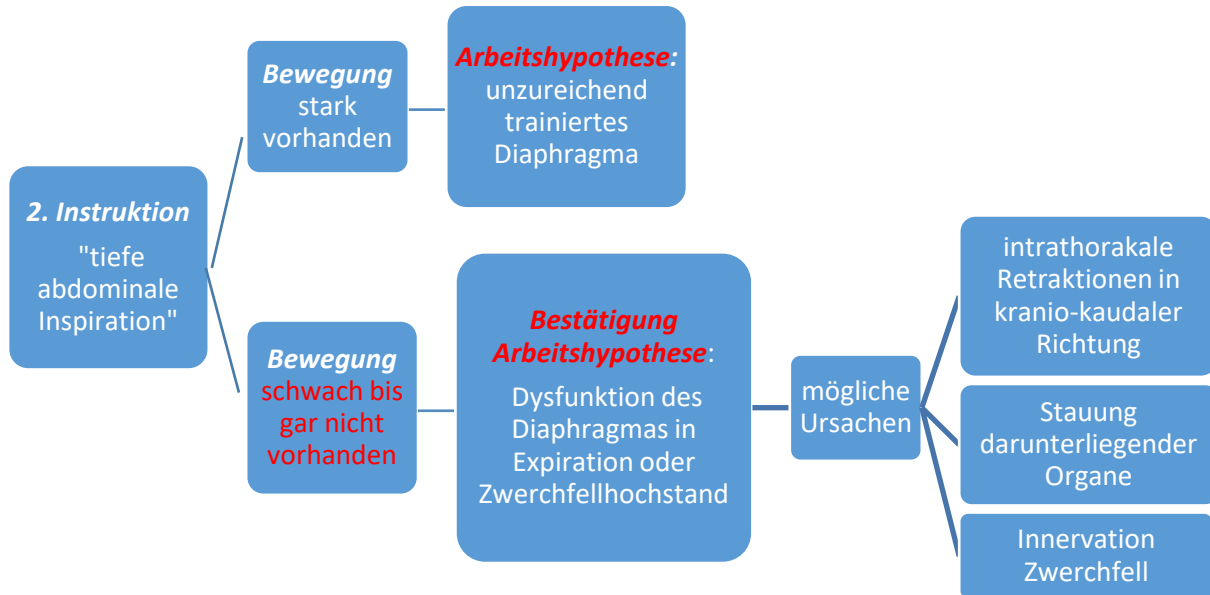 2. Instruktion
"tiefe
abdominale
Inspiration"
Bewegung
stark
vorhanden
Arbeitshypothese:
unzureichend
trainiertes
Diaphragma
Bewegung
schwach bis
gar nicht
vorhanden
Bestätigung
Arbeitshypothese:
Dysfunktion des
Diaphragmas in
Expiration oder
Zwerchfellhochstand
mögliche
Ursachen
intrathorakale
Retraktionen in
kranio-kaudaler
Richtung
Stauung
darunterliegender
Organe
Innervation
Zwerchfell